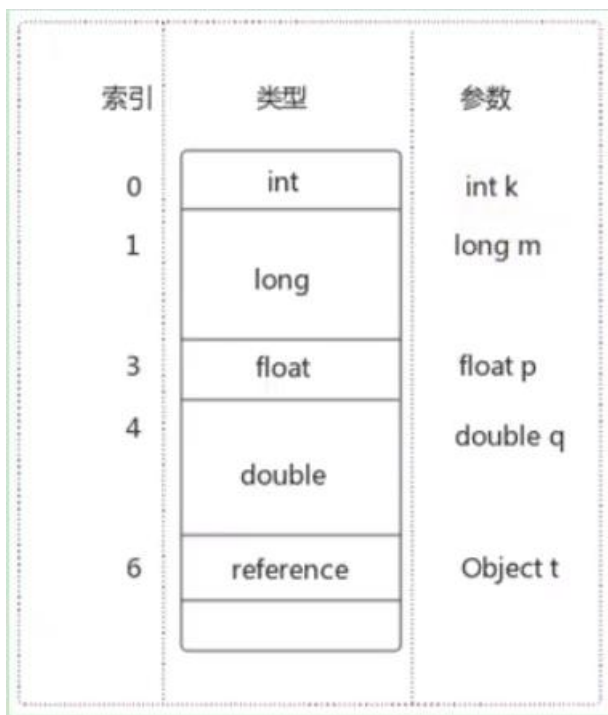 索引 类型 参数
0 int int k
1 long long m
3 float float p
4 double double q
6 reference Object t